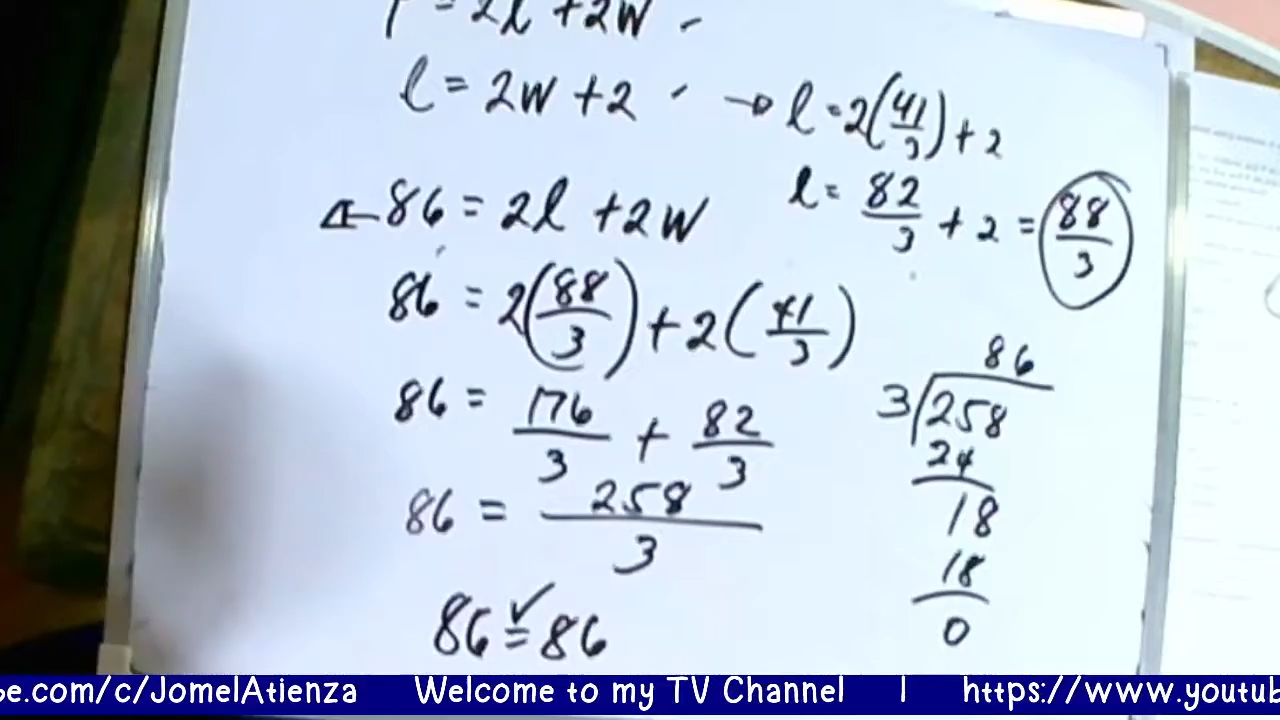 P = 2l + 2w
l = 2w + 2 → l = 2(41/3) + 2
l = 82/3 + 2 = 88/3
86 = 2l + 2w
86 = 2(88/3) + 2(41/3)
86 = 176/3 + 82/3
86 = 258/3
86 = 86 ✓
86
3)258
24
18
18
0
be.com/c/JomelAtienza Welcome to my TV Channel | https://www.youtub